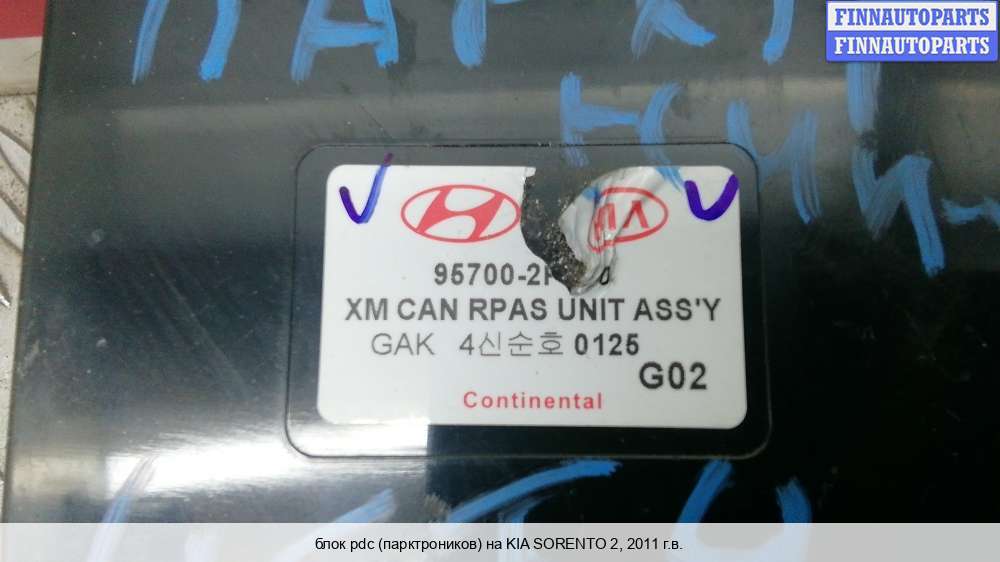 FINNAUTOPARTS
FINNAUTOPARTS
KIA
XM CAN RPAS UNIT ASS'Y
GAK 4신순호 0125
G02
Continental
блок pdc (парктроников) на KIA SORENTO 2, 2011 г.в.